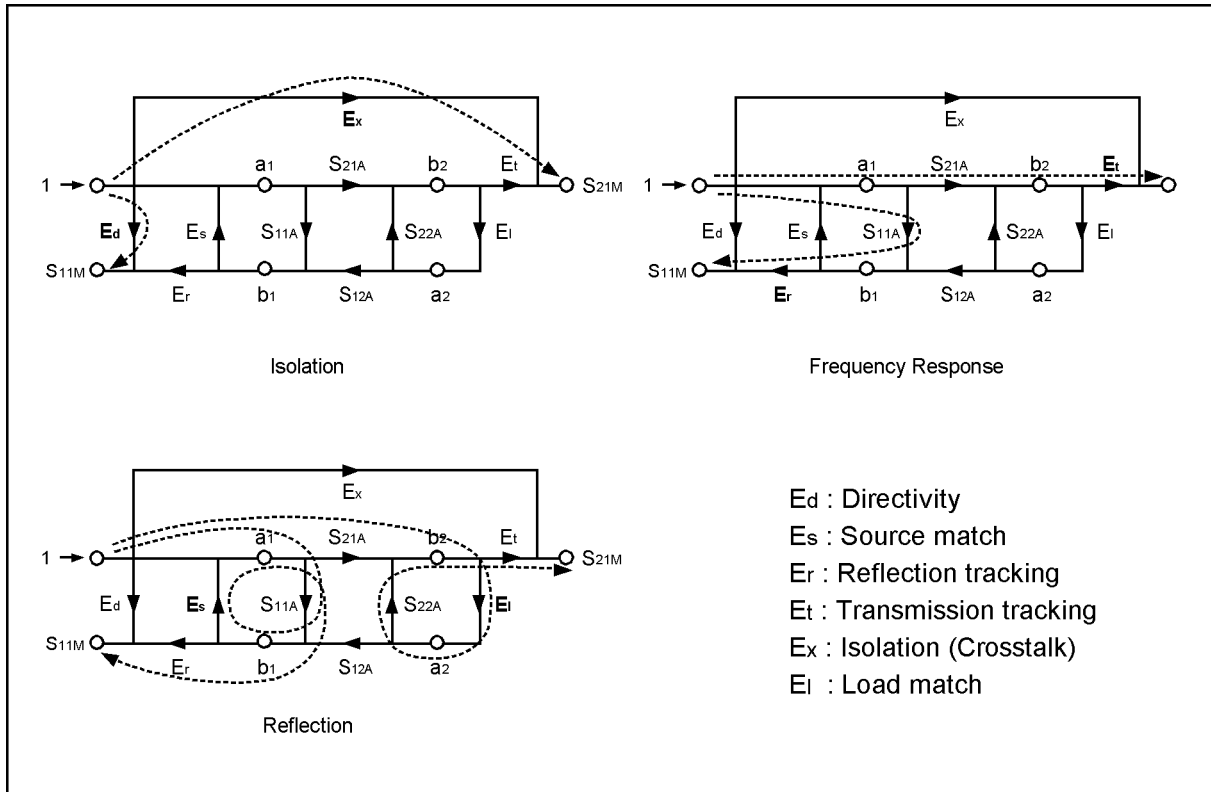 Ex
a1 S21A b2 Et
1 S21M
Ed Es S11A S22A El
S11M
Er b1 S12A a2
Isolation
Ex
a1 S21A b2 Et
1
Ed Es S11A S22A El
S11M
Er b1 S12A a2
Frequency Response
Ex
a1 S21A b2 Et
1 S21M
Ed Es S11A S22A El
S11M
Er b1 S12A a2
Reflection
Ed : Directivity
Es : Source match
Er : Reflection tracking
Et : Transmission tracking
Ex : Isolation (Crosstalk)
El : Load match